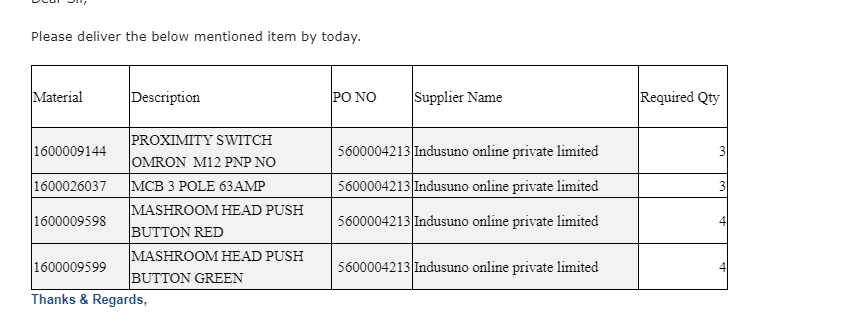 Dear Sir,
Please deliver the below mentioned item by today.
Material Description PO NO Supplier Name Required Qty
1600009144 PROXIMITY SWITCH OMRON M12 PNP NO 5600004213 Indusuno online private limited 3
1600026037 MCB 3 POLE 63AMP 5600004213 Indusuno online private limited 3
1600009598 MASHROOM HEAD PUSH BUTTON RED 5600004213 Indusuno online private limited 4
1600009599 MASHROOM HEAD PUSH BUTTON GREEN 5600004213 Indusuno online private limited 4
Thanks & Regards,